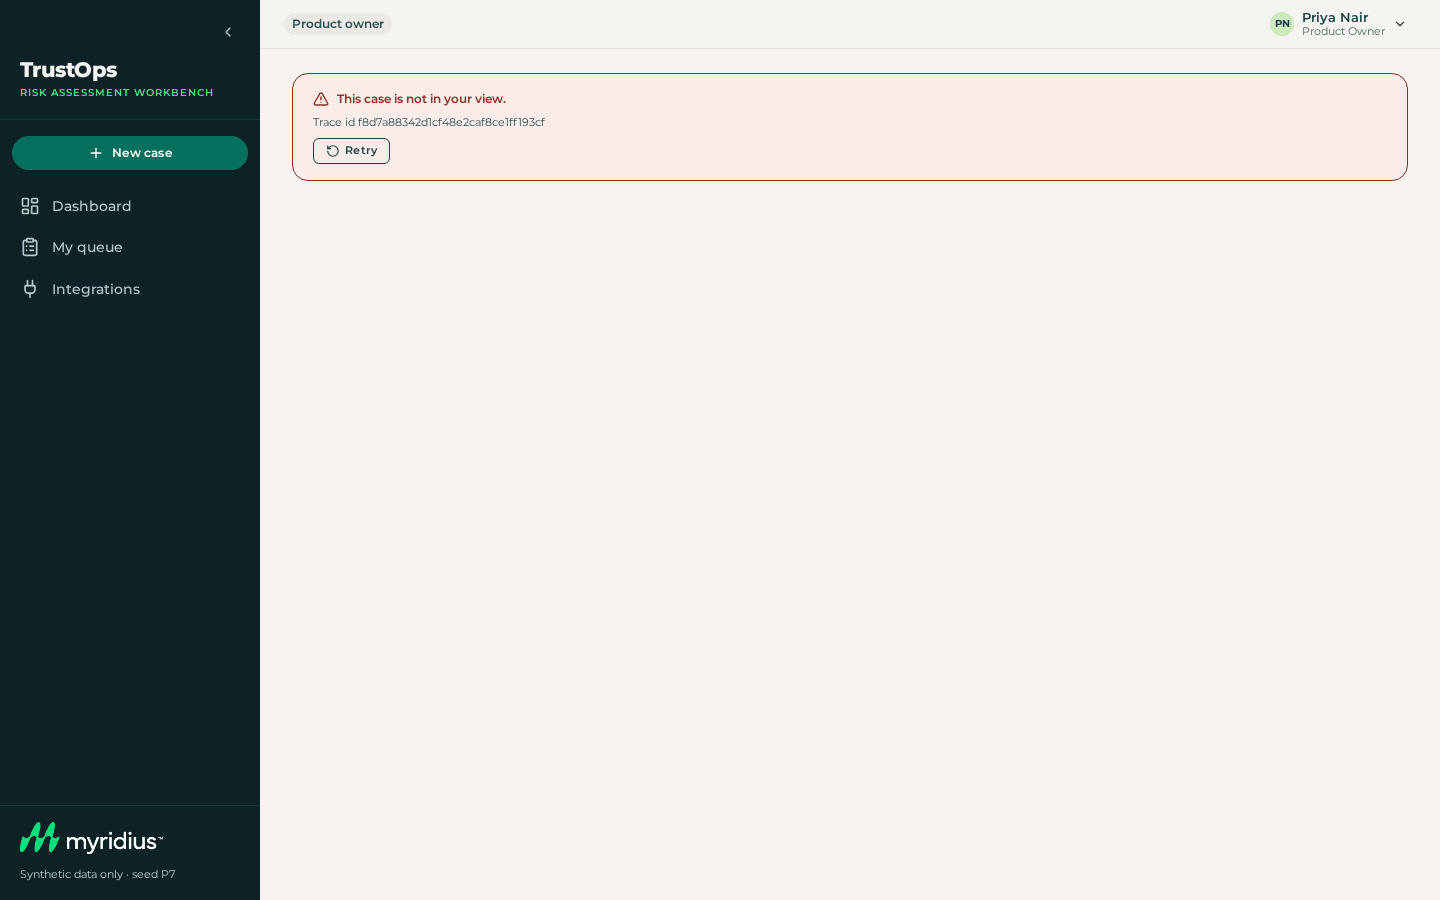 TrustOps
RISK ASSESSMENT WORKBENCH
New case
Dashboard
My queue
Integrations
myridius™
Synthetic data only · seed P7
Product owner
PN
Priya Nair
Product Owner
This case is not in your view.
Trace id f8d7a88342d1cf48e2caf8ce1ff193cf
Retry